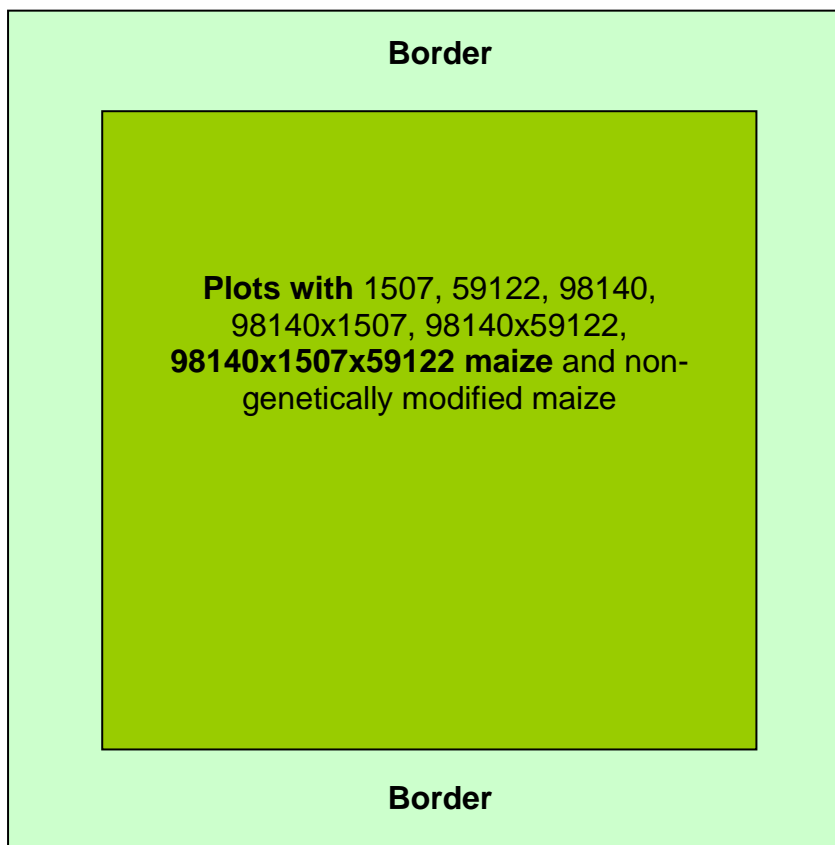 Border
Plots with 1507, 59122, 98140,
98140x1507, 98140x59122,
98140x1507x59122 maize and non-
genetically modified maize
Border